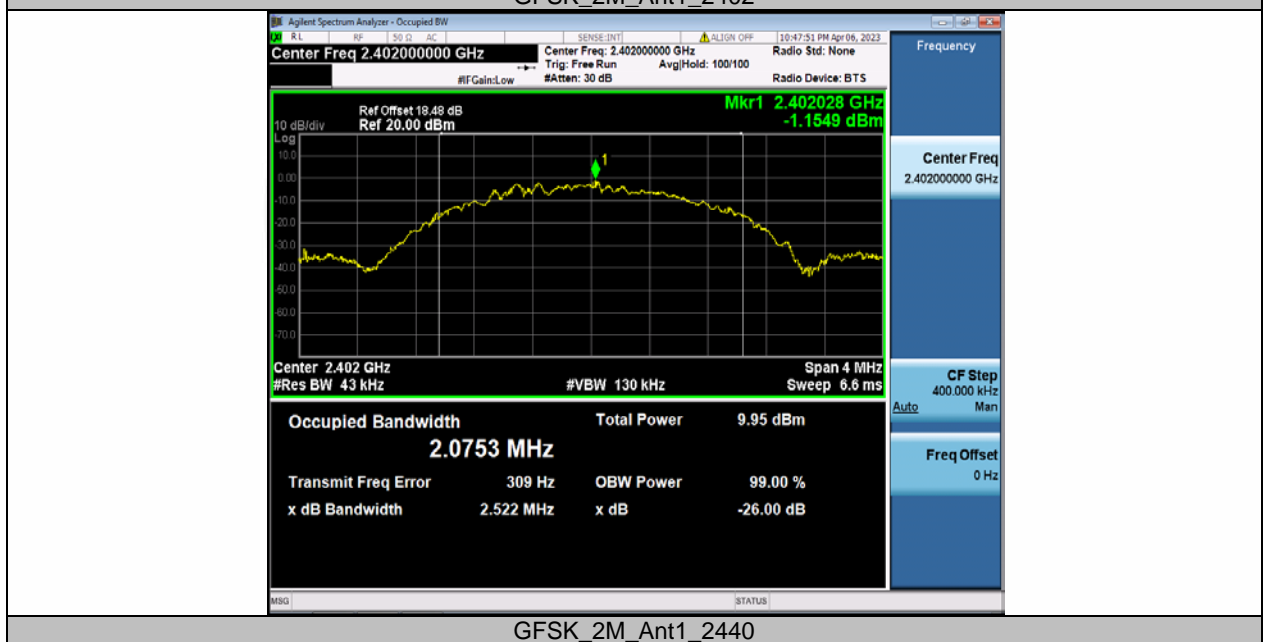 GFSK_2M_Ant1_2402
Agilent Spectrum Analyzer - Occupied BW
RL RF 50 Ω AC SENSE:INT ALIGN OFF 10:47:51 PM Apr 06, 2023
Center Freq 2.402000000 GHz
Center Freq: 2.402000000 GHz
Radio Std: None
Trig: Free Run Avg|Hold: 100/100
#IFGain:Low #Atten: 30 dB Radio Device: BTS
Frequency
Mkr1 2.402028 GHz
-1.1549 dBm
Ref Offset 18.48 dB
10 dB/div Ref 20.00 dBm
Log
10.0
0.00
-10.0
-20.0
-30.0
-40.0
-50.0
-60.0
-70.0
1
Center 2.402 GHz Span 4 MHz
#Res BW 43 kHz #VBW 130 kHz Sweep 6.6 ms
Center Freq
2.402000000 GHz
CF Step
400.000 kHz
Auto Man
Freq Offset
0 Hz
Occupied Bandwidth Total Power 9.95 dBm
2.0753 MHz
Transmit Freq Error 309 Hz OBW Power 99.00 %
x dB Bandwidth 2.522 MHz x dB -26.00 dB
MSG STATUS
GFSK_2M_Ant1_2440